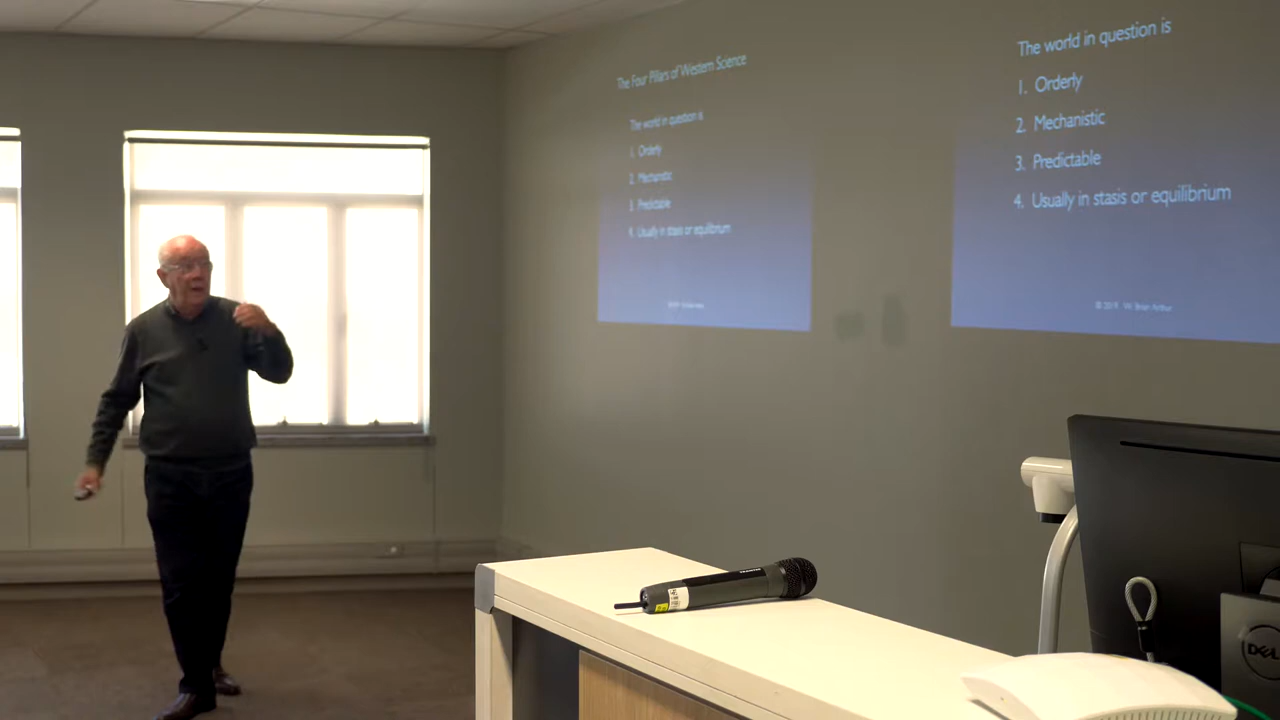 The Four Pillars of Western Science
The world in question is
1. Orderly
2. Mechanistic
3. Predictable
4. Usually in stasis or equilibrium
The world in question is
1. Orderly
2. Mechanistic
3. Predictable
4. Usually in stasis or equilibrium
© 2019 W. Brian Arthur
DELL